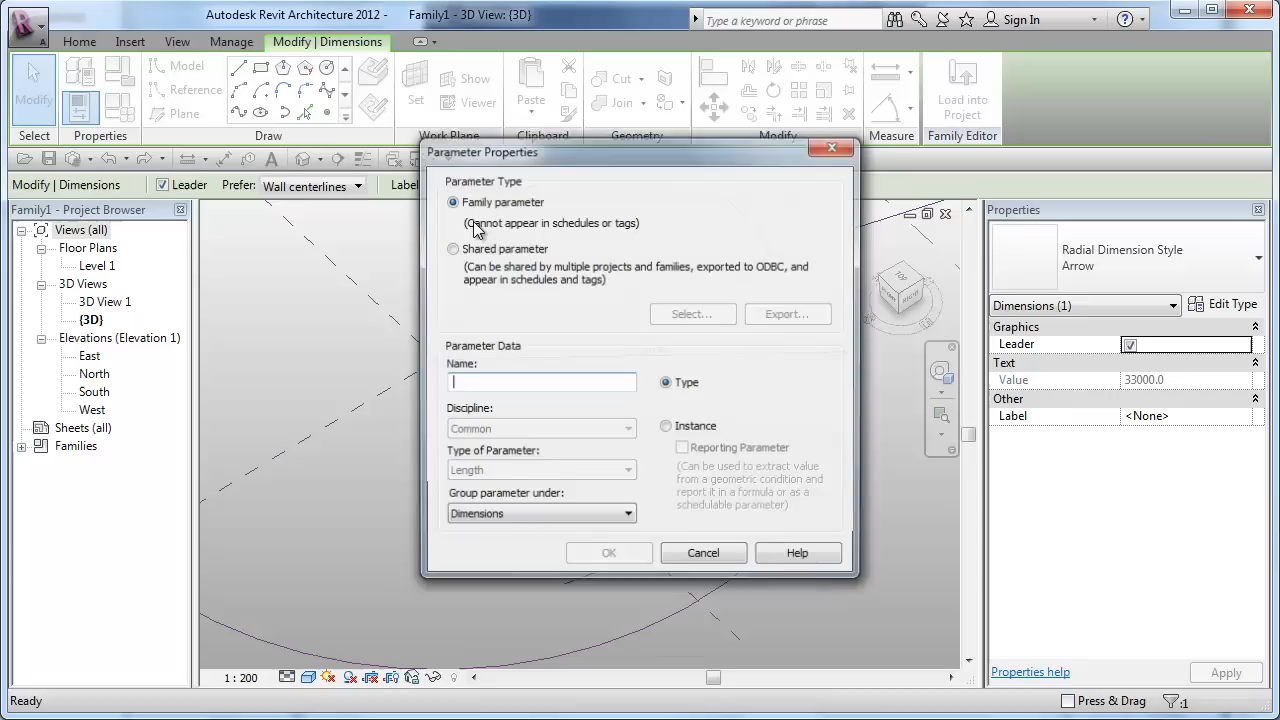 Autodesk Revit Architecture 2012 - Family1 - 3D View: {3D}
Type a keyword or phrase
Sign In
Home Insert View Manage Modify | Dimensions
Modify
Model
Reference
Plane
Set
Show
Viewer
Paste
Cut
Join
Load into
Project
Select Properties Draw Work Plane Clipboard Geometry Modify Measure Family Editor
Modify | Dimensions Leader Prefer: Wall centerlines Label
Family1 - Project Browser
Views (all)
Floor Plans
Level 1
3D Views
3D View 1
{3D}
Elevations (Elevation 1)
East
North
South
West
Sheets (all)
Families
Parameter Properties
Parameter Type
Family parameter
(Cannot appear in schedules or tags)
Shared parameter
(Can be shared by multiple projects and families, exported to ODBC, and
appear in schedules and tags)
Select... Export...
Parameter Data
Name:
Type
Discipline:
Common
Instance
Reporting Parameter
(Can be used to extract value
from a geometric condition and
report it in a formula or as a
schedulable parameter)
Type of Parameter:
Length
Group parameter under:
Dimensions
OK Cancel Help
TOP
Properties
Radial Dimension Style
Arrow
Dimensions (1) Edit Type
Graphics
Leader
Text
Value 33000.0
Other
Label <None>
Properties help Apply
1 : 200
Ready Press & Drag :1